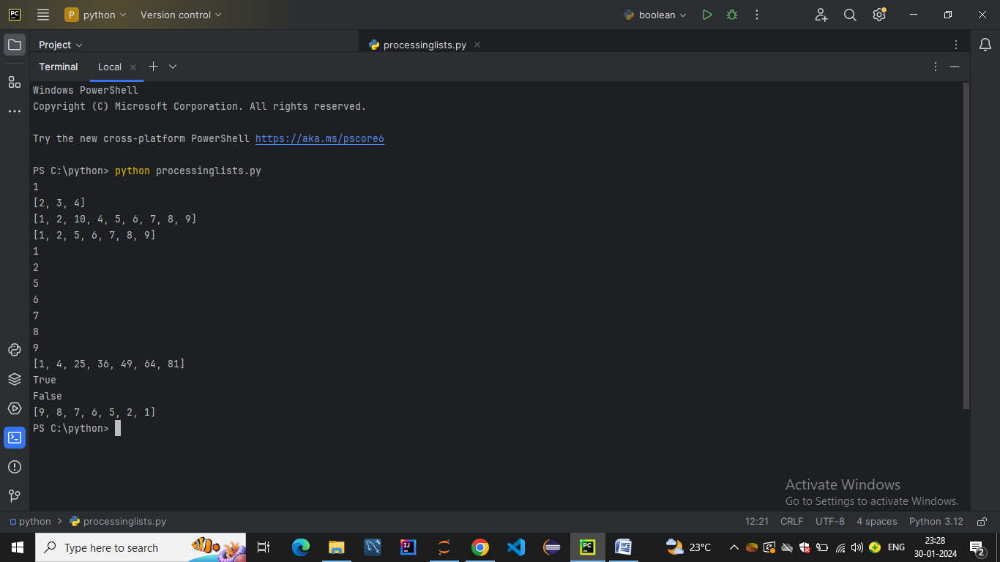 PC P python Version control boolean
Project processinglists.py
Terminal Local
Windows PowerShell
Copyright (C) Microsoft Corporation. All rights reserved.
Try the new cross-platform PowerShell https://aka.ms/pscore6
PS C:\python> python processinglists.py
1
[2, 3, 4]
[1, 2, 10, 4, 5, 6, 7, 8, 9]
[1, 2, 5, 6, 7, 8, 9]
1
2
5
6
7
8
9
[1, 4, 25, 36, 49, 64, 81]
True
False
[9, 8, 7, 6, 5, 2, 1]
PS C:\python>
Activate Windows
Go to Settings to activate Windows.
python > processinglists.py 12:21 CRLF UTF-8 4 spaces Python 3.12
Type here to search IJ PC W 23°C ENG 23:28
30-01-2024 2